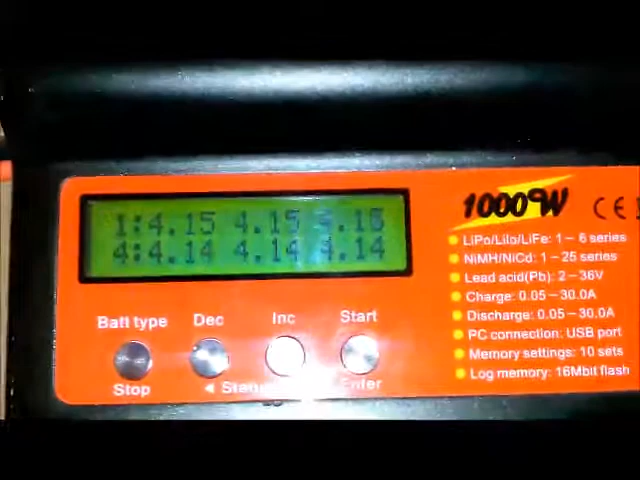 1000W
CE
1:4.15 4.15 4.15
4:4.14 4.14 4.14
LiPo/LiIo/LiFe: 1-6 series
NiMH/NiCd: 1-25 series
Lead acid(Pb): 2-36V
Charge: 0.05-30.0A
Discharge: 0.05-30.0A
PC connection: USB port
Memory settings: 10 sets
Log memory: 16Mbit flash
Batt type Dec Inc Start
Stop ◄ Enter